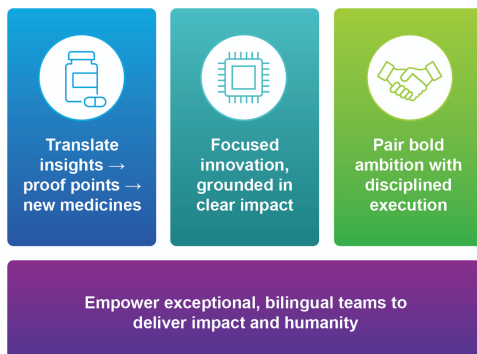 Translate
insights →
proof points →
new medicines
Focused
innovation,
grounded in
clear impact
Pair bold
ambition with
disciplined
execution
Empower exceptional, bilingual teams to
deliver impact and humanity